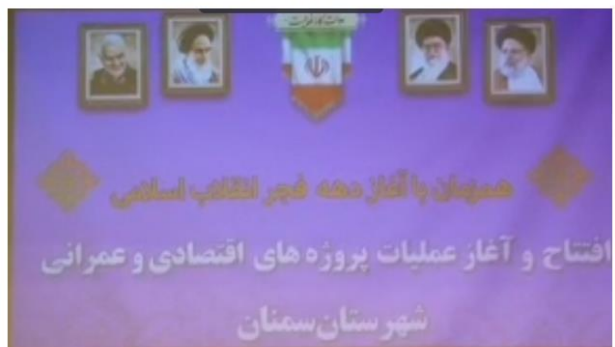 همزمان با آغاز دهه فجر انقلاب اسلامی
افتتاح و آغاز عملیات پروژه های اقتصادی و عمرانی
شهرستان سمنان